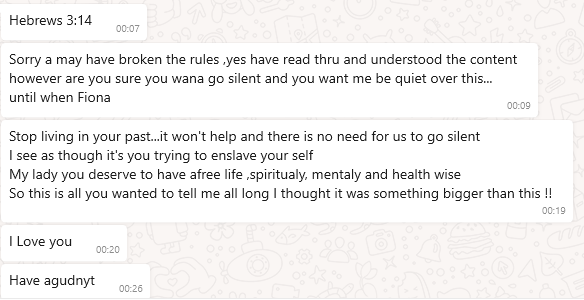 Hebrews 3:14
00:07
Sorry a may have broken the rules ,yes have read thru and understood the content
however are you sure you wana go silent and you want me be quiet over this...
until when Fiona
00:09
Stop living in your past...it won't help and there is no need for us to go silent
I see as though it's you trying to enslave your self
My lady you deserve to have afree life ,spiritualy, mentaly and health wise
So this is all you wanted to tell me all long I thought it was something bigger than this !!
00:19
I Love you
00:20
Have agudnyt
00:26